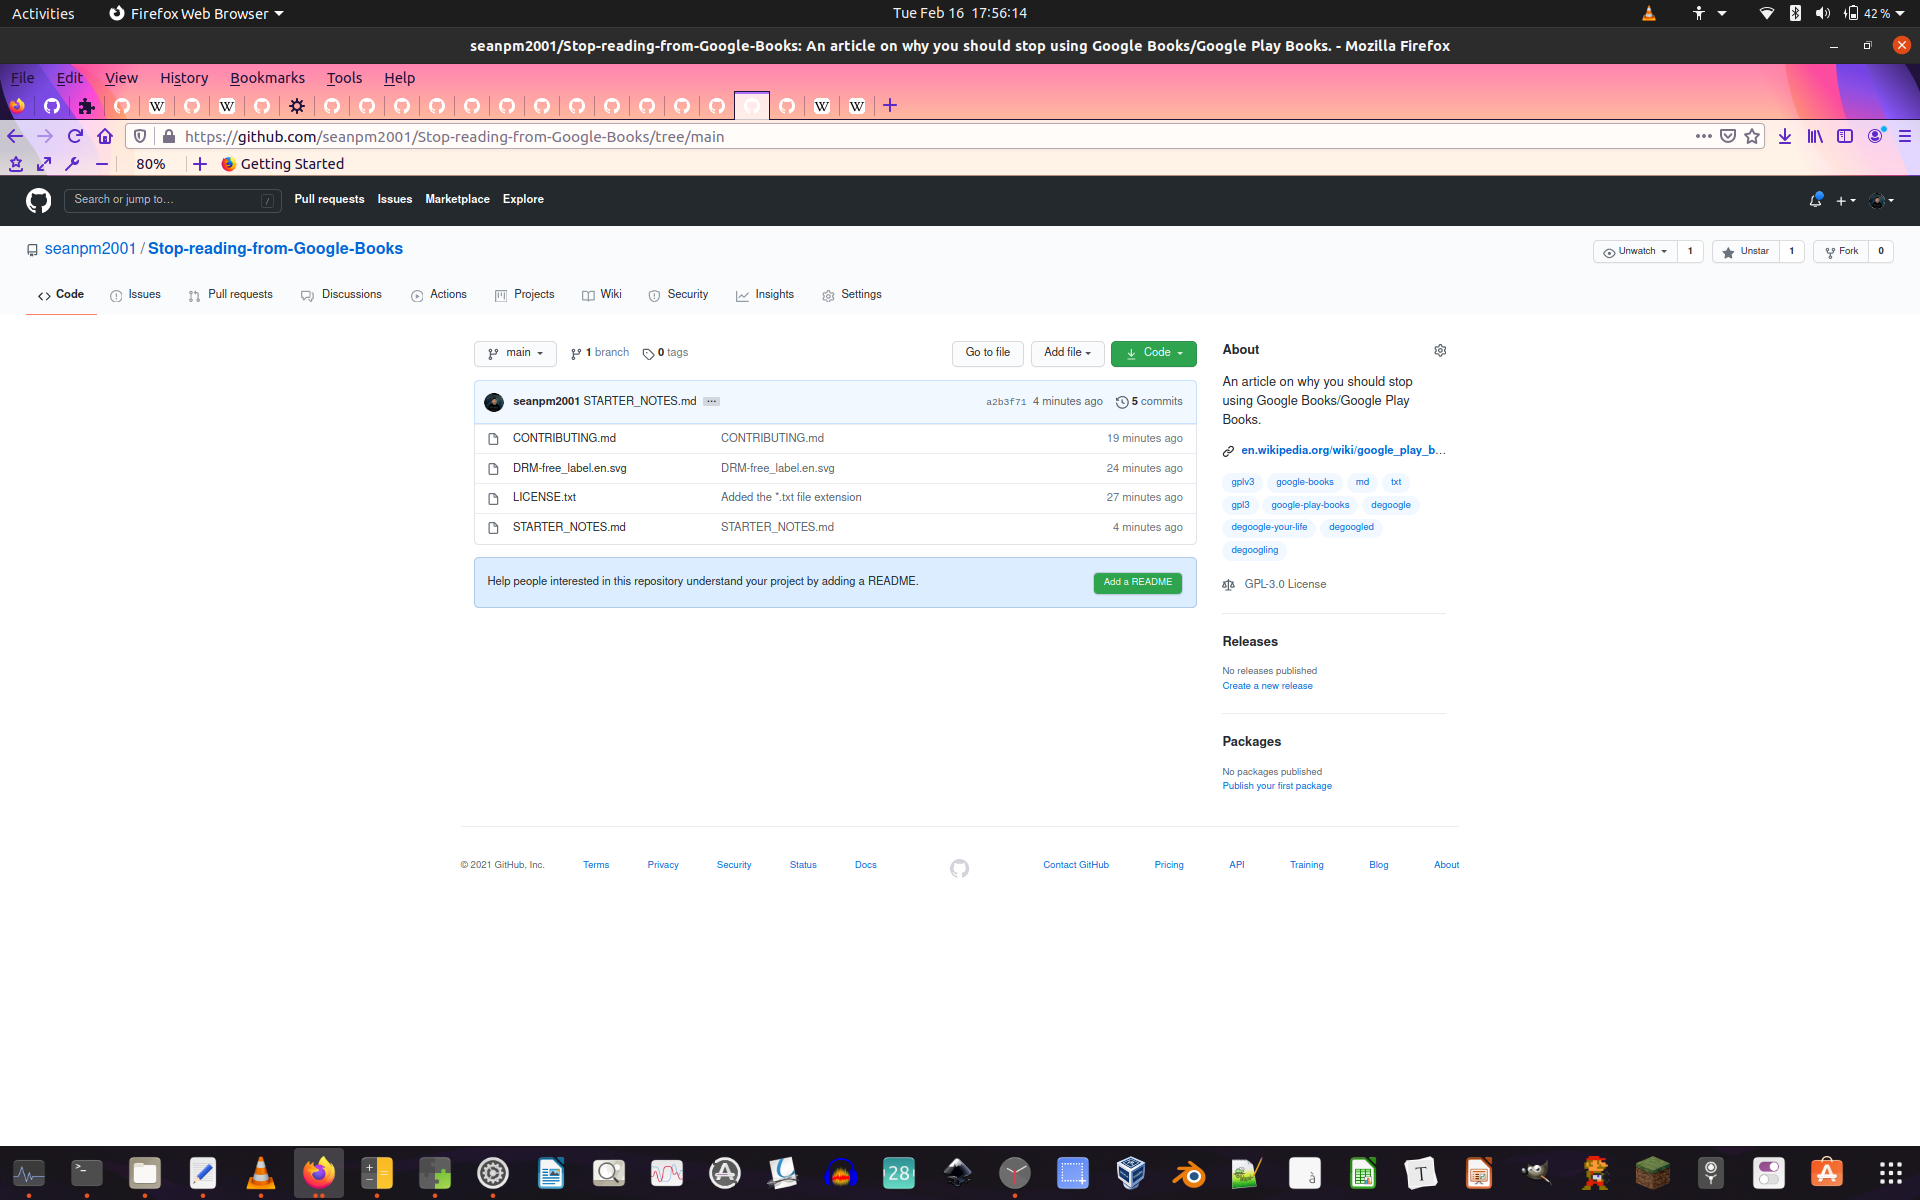 Activities Firefox Web Browser Tue Feb 16 17:56:14 42 %
seanpm2001/Stop-reading-from-Google-Books: An article on why you should stop using Google Books/Google Play Books. - Mozilla Firefox
File Edit View History Bookmarks Tools Help
https://github.com/seanpm2001/Stop-reading-from-Google-Books/tree/main
80% Getting Started
Search or jump to... / Pull requests Issues Marketplace Explore
seanpm2001 / Stop-reading-from-Google-Books Unwatch 1 Unstar 1 Fork 0
Code Issues Pull requests Discussions Actions Projects Wiki Security Insights Settings
main 1 branch 0 tags Go to file Add file Code
seanpm2001 STARTER_NOTES.md ... a2b3f71 4 minutes ago 5 commits
CONTRIBUTING.md CONTRIBUTING.md 19 minutes ago
DRM-free_label.en.svg DRM-free_label.en.svg 24 minutes ago
LICENSE.txt Added the *.txt file extension 27 minutes ago
STARTER_NOTES.md STARTER_NOTES.md 4 minutes ago
Help people interested in this repository understand your project by adding a README. Add a README
About
An article on why you should stop
using Google Books/Google Play
Books.
en.wikipedia.org/wiki/google_play_b...
gplv3 google-books md txt
gpl3 google-play-books degoogle
degoogle-your-life degoogled
degoogling
GPL-3.0 License
Releases
No releases published
Create a new release
Packages
No packages published
Publish your first package
© 2021 GitHub, Inc. Terms Privacy Security Status Docs Contact GitHub Pricing API Training Blog About
28